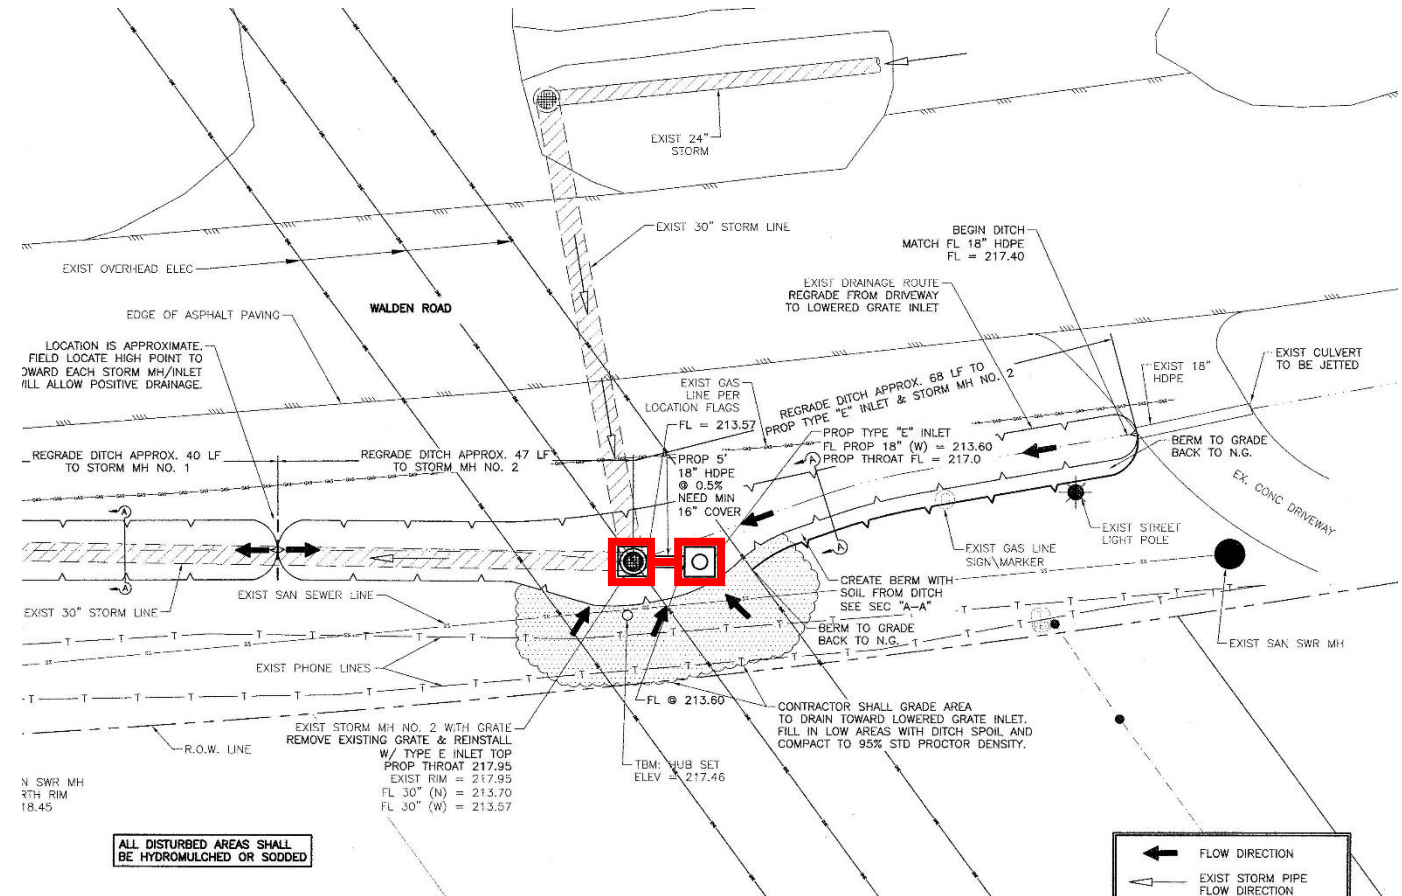 EXIST 24"
STORM
EXIST 30" STORM LINE
BEGIN DITCH
MATCH FL 18" HDPE
FL = 217.40
EXIST OVERHEAD ELEC
EXIST DRAINAGE ROUTE
REGRADE FROM DRIVEWAY
TO LOWERED GRATE INLET
WALDEN ROAD
EDGE OF ASPHALT PAVING
LOCATION IS APPROXIMATE.
FIELD LOCATE HIGH POINT TO
OWARD EACH STORM MH/INLET
ILL ALLOW POSITIVE DRAINAGE.
EXIST CULVERT
TO BE JETTED
EXIST 18"
HDPE
EXIST GAS
LINE PER
LOCATION FLAGS
REGRADE DITCH APPROX. 68 LF TO
PROP TYPE "E" INLET & STORM MH NO. 2
FL = 213.57
PROP TYPE "E" INLET
FL PROP 18" (W) = 213.60
PROP THROAT FL = 217.0
BERM TO GRADE
BACK TO N.G.
REGRADE DITCH APPROX. 40 LF
TO STORM MH NO. 1
REGRADE DITCH APPROX. 47 LF
TO STORM MH NO. 2
PROP 5'
18" HDPE
@ 0.5%
NEED MIN
16" COVER
A
A
A
A
EX. CONC DRIVEWAY
EXIST STREET
LIGHT POLE
EXIST GAS LINE
SIGN\MARKER
CREATE BERM WITH
SOIL FROM DITCH
SEE SEC "A-A"
EXIST 30" STORM LINE
EXIST SAN SEWER LINE
BERM TO GRADE
BACK TO N.G.
EXIST SAN SWR MH
EXIST PHONE LINES
FL @ 213.60
CONTRACTOR SHALL GRADE AREA
TO DRAIN TOWARD LOWERED GRATE INLET.
FILL IN LOW AREAS WITH DITCH SPOIL AND
COMPACT TO 95% STD PROCTOR DENSITY.
EXIST STORM MH NO. 2 WITH GRATE
REMOVE EXISTING GRATE & REINSTALL
W/ TYPE E INLET TOP
PROP THROAT 217.95
EXIST RIM = 217.95
FL 30" (N) = 213.70
FL 30" (W) = 213.57
R.O.W. LINE
TBM: HUB SET
ELEV = 217.46
N SWR MH
RTH RIM
18.45
ALL DISTURBED AREAS SHALL
BE HYDROMULCHED OR SODDED
FLOW DIRECTION
EXIST STORM PIPE
FLOW DIRECTION